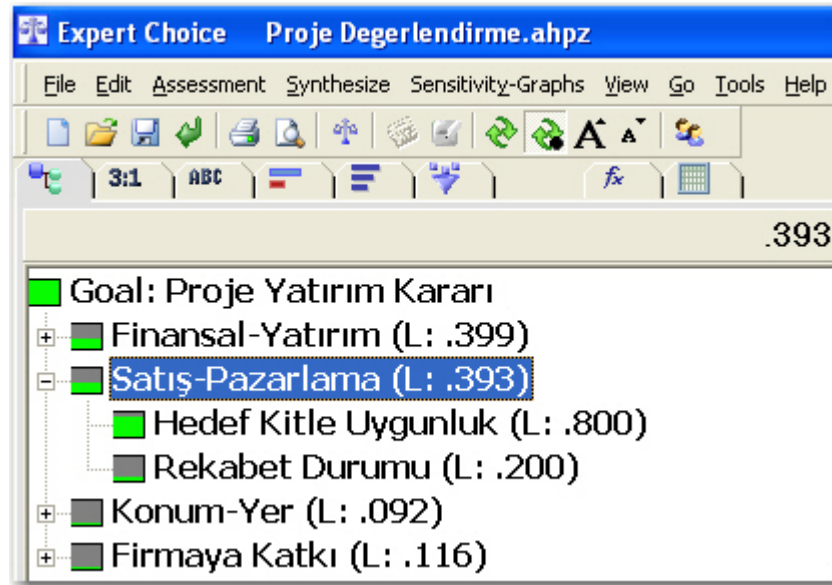 Expert Choice Proje Degerlendirme.ahpz
File Edit Assessment Synthesize Sensitivity-Graphs View Go Tools Help
A A
3:1 ABC fx
.393
Goal: Proje Yatırım Kararı
Finansal-Yatırım (L: .399)
Satış-Pazarlama (L: .393)
Hedef Kitle Uygunluk (L: .800)
Rekabet Durumu (L: .200)
Konum-Yer (L: .092)
Firmaya Katkı (L: .116)